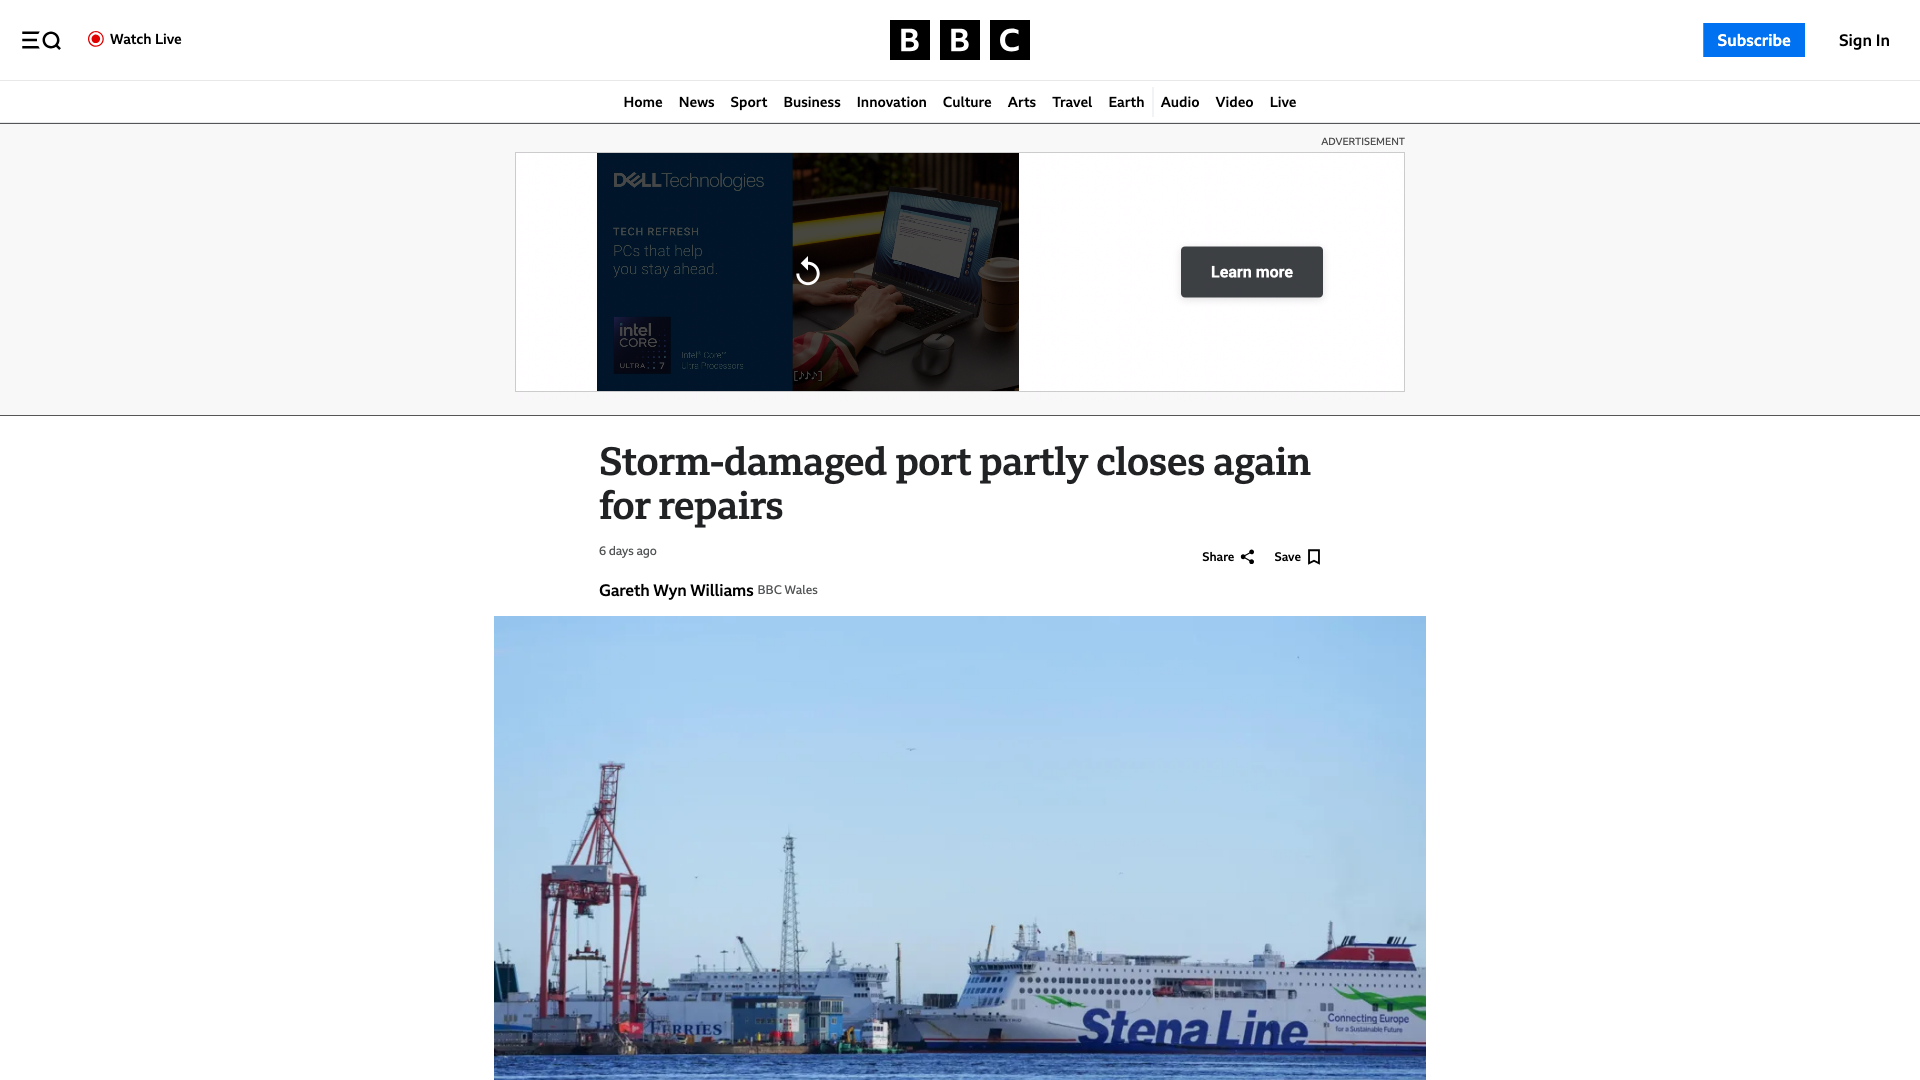 Watch Live
BBC
Subscribe
Sign In
Home
News
Sport
Business
Innovation
Culture
Arts
Travel
Earth
Audio
Video
Live
ADVERTISEMENT
DELLTechnologies
TECH REFRESH
PCs that help
you stay ahead.
intel
CORE
ULTRA 7
Intel® Core™
Ultra Processors
[♪♪♪]
Learn more
Storm-damaged port partly closes again
for repairs
6 days ago
Share
Save
Gareth Wyn Williams BBC Wales
FERRIES
Stena Line
Connecting Europe
for a Sustainable Future
S